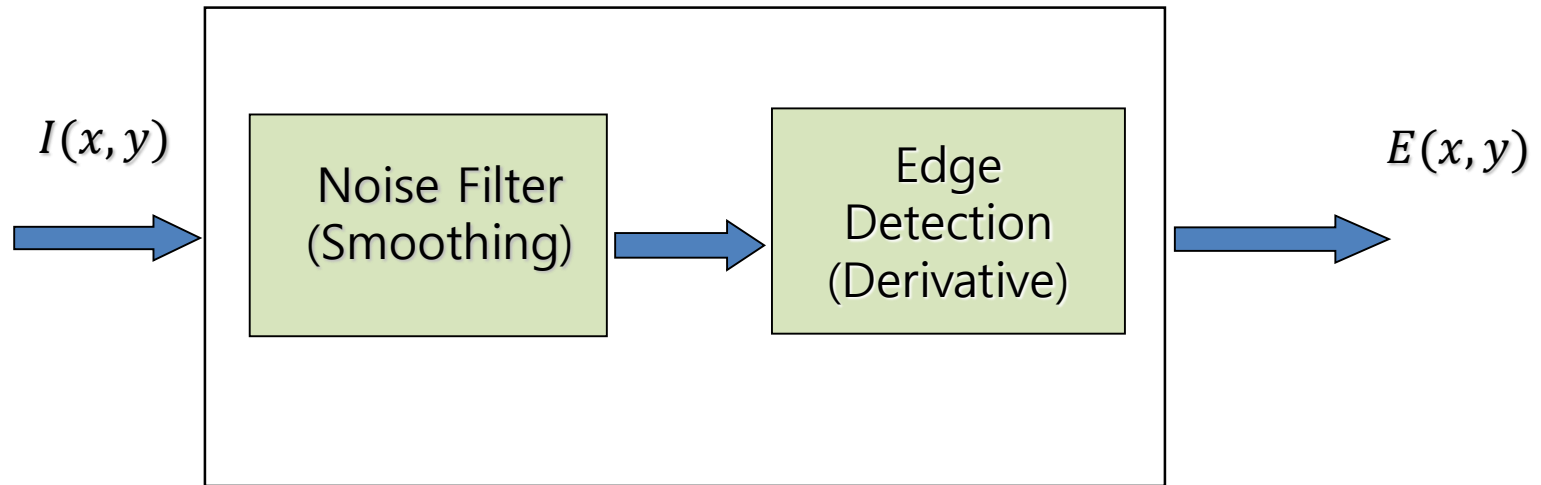 I(x, y)
Noise Filter
(Smoothing)
Edge
Detection
(Derivative)
E(x, y)